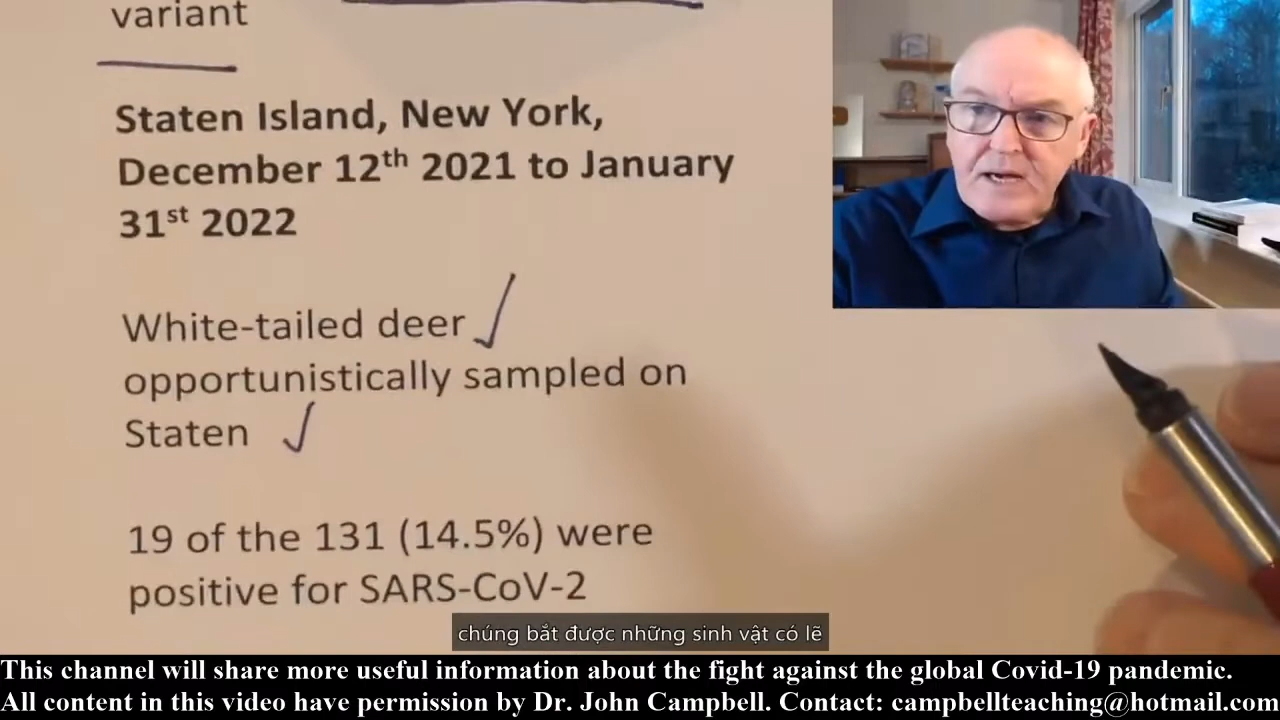 variant
Staten Island, New York,
December 12th 2021 to January
31st 2022
White-tailed deer
opportunistically sampled on
Staten
19 of the 131 (14.5%) were
positive for SARS-CoV-2
chúng bắt được những sinh vật có lẽ
This channel will share more useful information about the fight against the global Covid-19 pandemic.
All content in this video have permission by Dr. John Campbell. Contact: campbellteaching@hotmail.com